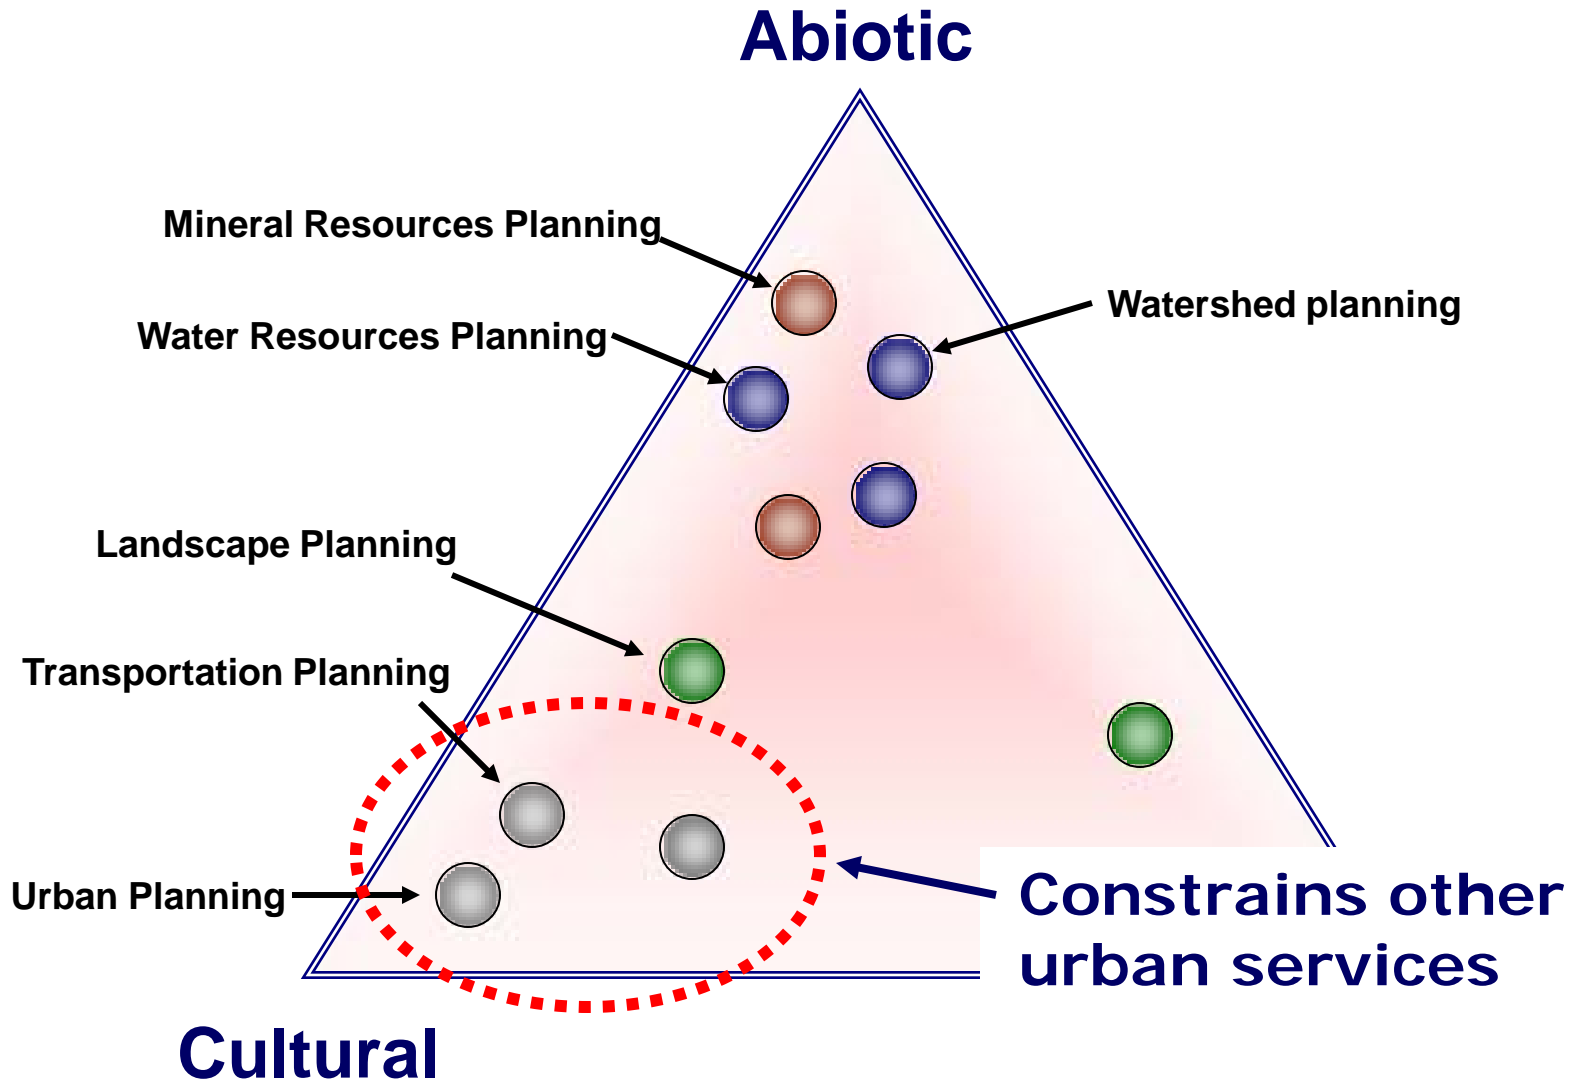 Abiotic
Mineral Resources Planning
Watershed planning
Water Resources Planning
Landscape Planning
Transportation Planning
Urban Planning
Constrains other
urban services
Cultural